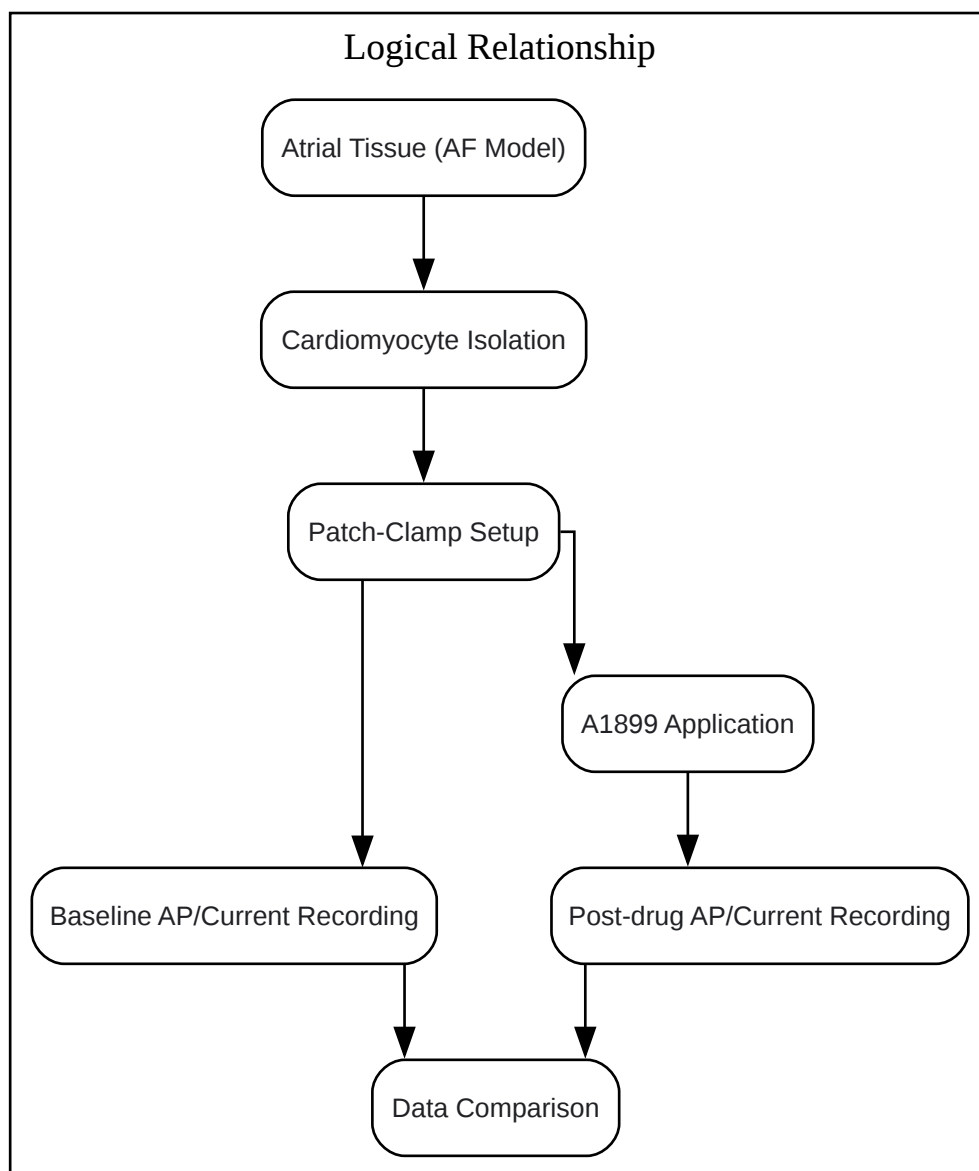 Logical Relationship
Atrial Tissue (AF Model)
Cardiomyocyte Isolation
Patch-Clamp Setup
A1899 Application
Baseline AP/Current Recording
Post-drug AP/Current Recording
Data Comparison